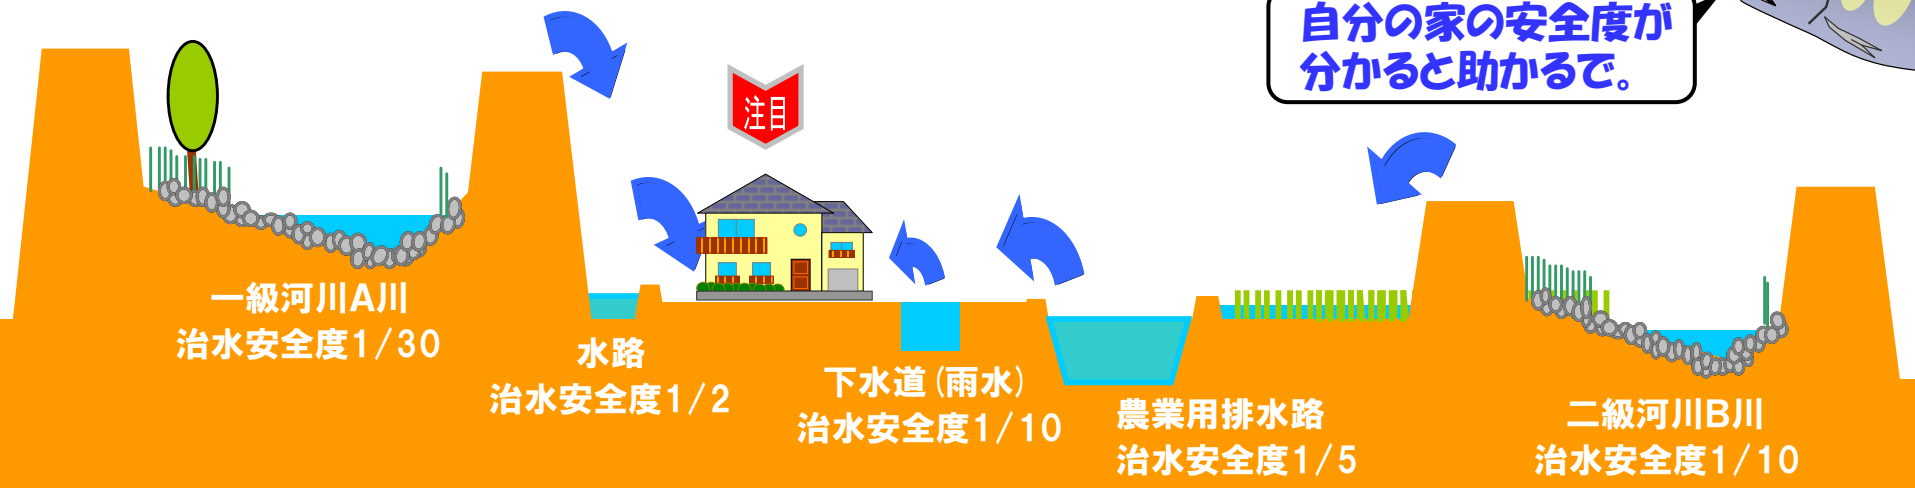 自分の家の安全度が
分かると助かるで。
注目
一級河川A川
治水安全度1/30
水路
治水安全度1/2
下水道(雨水)
治水安全度1/10
農業用排水路
治水安全度1/5
二級河川B川
治水安全度1/10